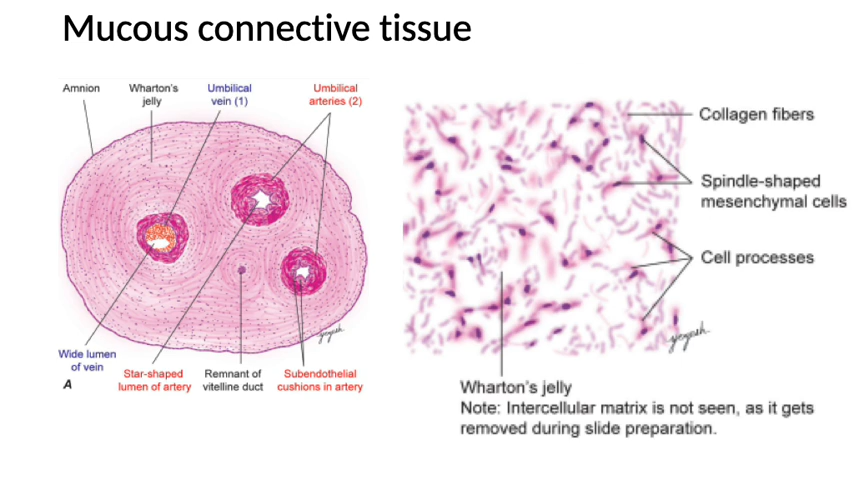 Mucous connective tissue
Amnion
Wharton's
jelly
Umbilical
vein (1)
Umbilical
arteries (2)
Wide lumen
of vein
Star-shaped
lumen of artery
Remnant of
vitelline duct
Subendothelial
cushions in artery
A
Collagen fibers
Spindle-shaped
mesenchymal cells
Cell processes
Wharton's jelly
Note: Intercellular matrix is not seen, as it gets
removed during slide preparation.